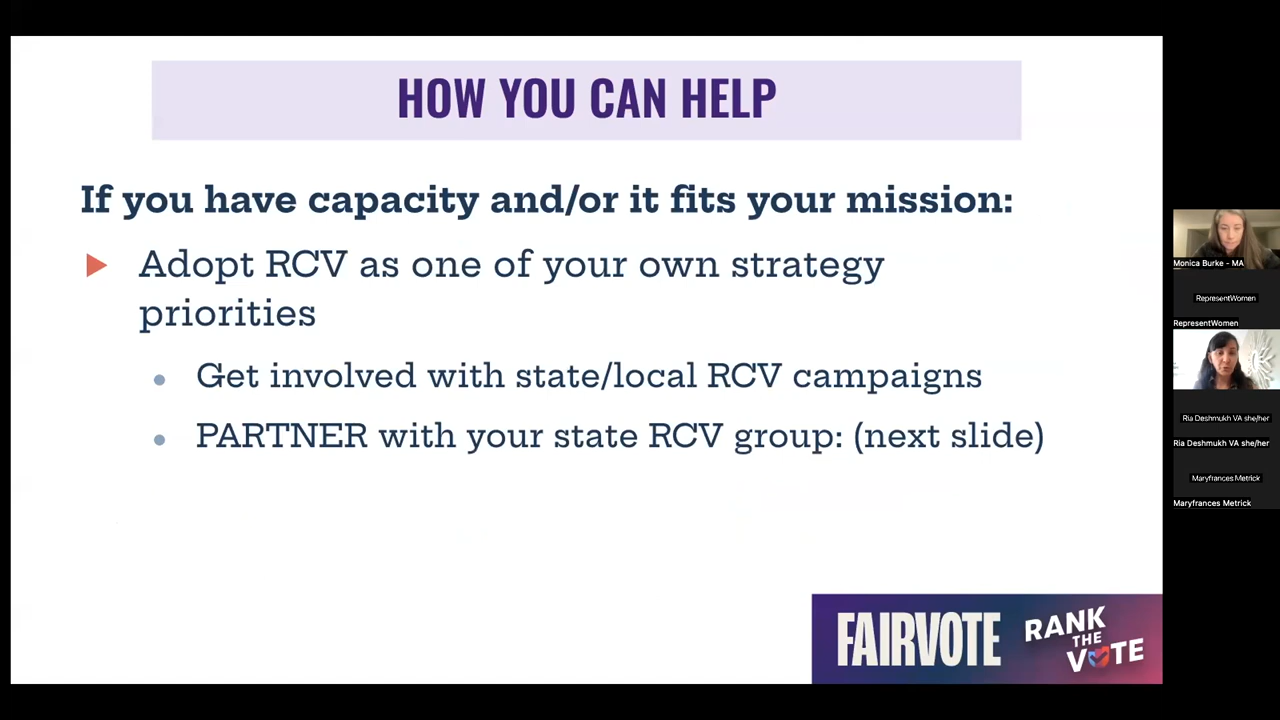 HOW YOU CAN HELP
If you have capacity and/or it fits your mission:
Adopt RCV as one of your own strategy
priorities
Get involved with state/local RCV campaigns
PARTNER with your state RCV group: (next slide)
FAIRVOTE
RANK
THE
VOTE
Monica Burke - MA
RepresentWomen
RepresentWomen
Ria Deshmukh VA she/her
Ria Deshmukh VA she/her
Maryfrances Metrick
Maryfrances Metrick